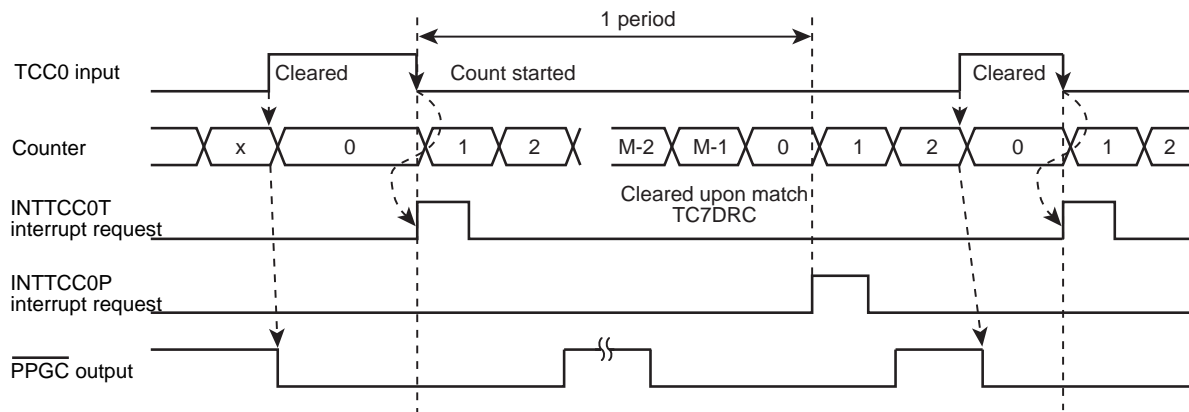 1 period
TCC0 input
Cleared
Count started
Cleared
Counter
x
0
1
2
M-2
M-1
0
1
2
0
1
2
Cleared upon match
TC7DRC
INTTCC0T
interrupt request
INTTCC0P
interrupt request
PPGC output